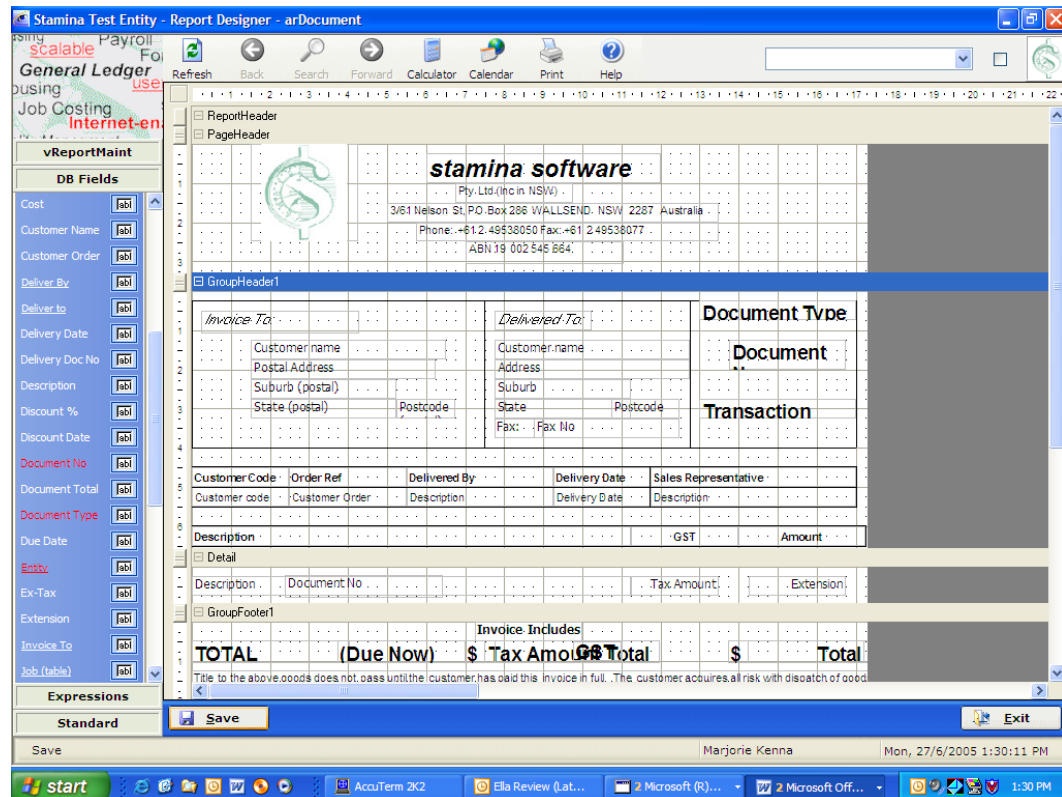 Stamina Test Entity - Report Designer - arDocument
Payroll
scalable
General Ledger
Job Costing
Internet-en
Refresh Back Search Forward Calculator Calendar Print Help
vReportMaint
DB Fields
Cost
Customer Name
Customer Order
Deliver By
Deliver to
Delivery Date
Delivery Doc No
Description
Discount %
Discount Date
Document No
Document Total
Document Type
Due Date
Entity
Ex-Tax
Extension
Invoice To
Job (table)
Expressions
Standard
ReportHeader
PageHeader
stamina software
Pty. Ltd.(Inc in NSW)
3/61 Nelson St, P.O. Box 286 WALLSEND. NSW 2287 Australia
Phone: +61.2. 49538050 Fax: +61 2 49538077
ABN 19 002 545 664.
GroupHeader1
Invoice To: Delivered To: Document Type
Customer name Customer name Document
Postal Address Address
Suburb (postal) Suburb
State (postal) Postcode State Postcode Transaction
Fax: Fax No
Customer Code Order Ref Delivered By Delivery Date Sales Representative
Customer code Customer Order Description Delivery Date Description
Description GST Amount
Detail
Description Document No Tax Amount Extension
GroupFooter1
Invoice Includes
TOTAL (Due Now) $ Tax Amount GST Total $ Total
Title to the above goods does not pass until the customer has paid this invoice in full. The customer acquires all risk with dispatch of good
Save Exit
Save Marjorie Kenna Mon, 27/6/2005 1:30:11 PM
start AccuTerm 2K2 Ella Review (Lat... 2 Microsoft (R)... 2 Microsoft Off... 1:30 PM